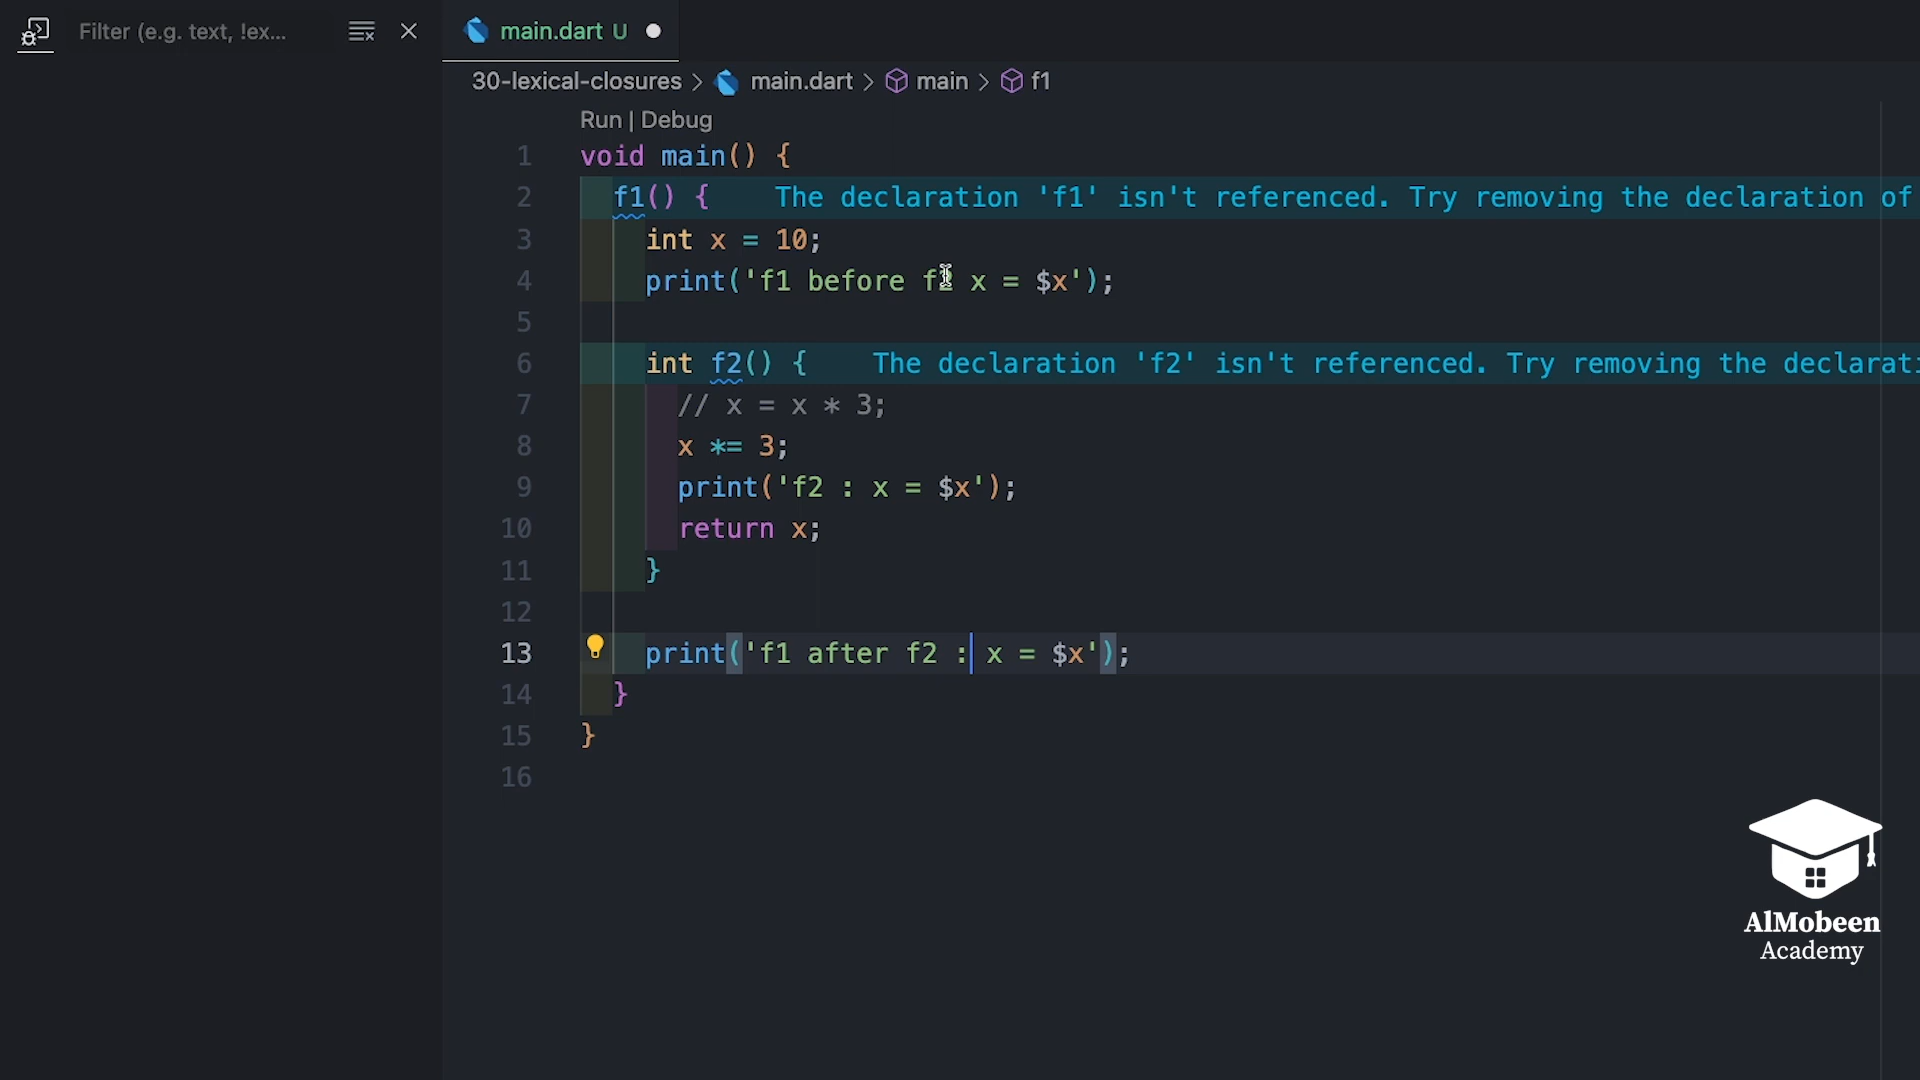 Filter (e.g. text, !ex...
main.dart U
30-lexical-closures > main.dart > main > f1
Run | Debug
1 void main() {
2 f1() { The declaration 'f1' isn't referenced. Try removing the declaration of
3 int x = 10;
4 print('f1 before f2 x = $x');
5
6 int f2() { The declaration 'f2' isn't referenced. Try removing the declarati
7 // x = x * 3;
8 x *= 3;
9 print('f2 : x = $x');
10 return x;
11 }
12
13 print('f1 after f2 : x = $x');
14 }
15 }
16
AlMobeen
Academy